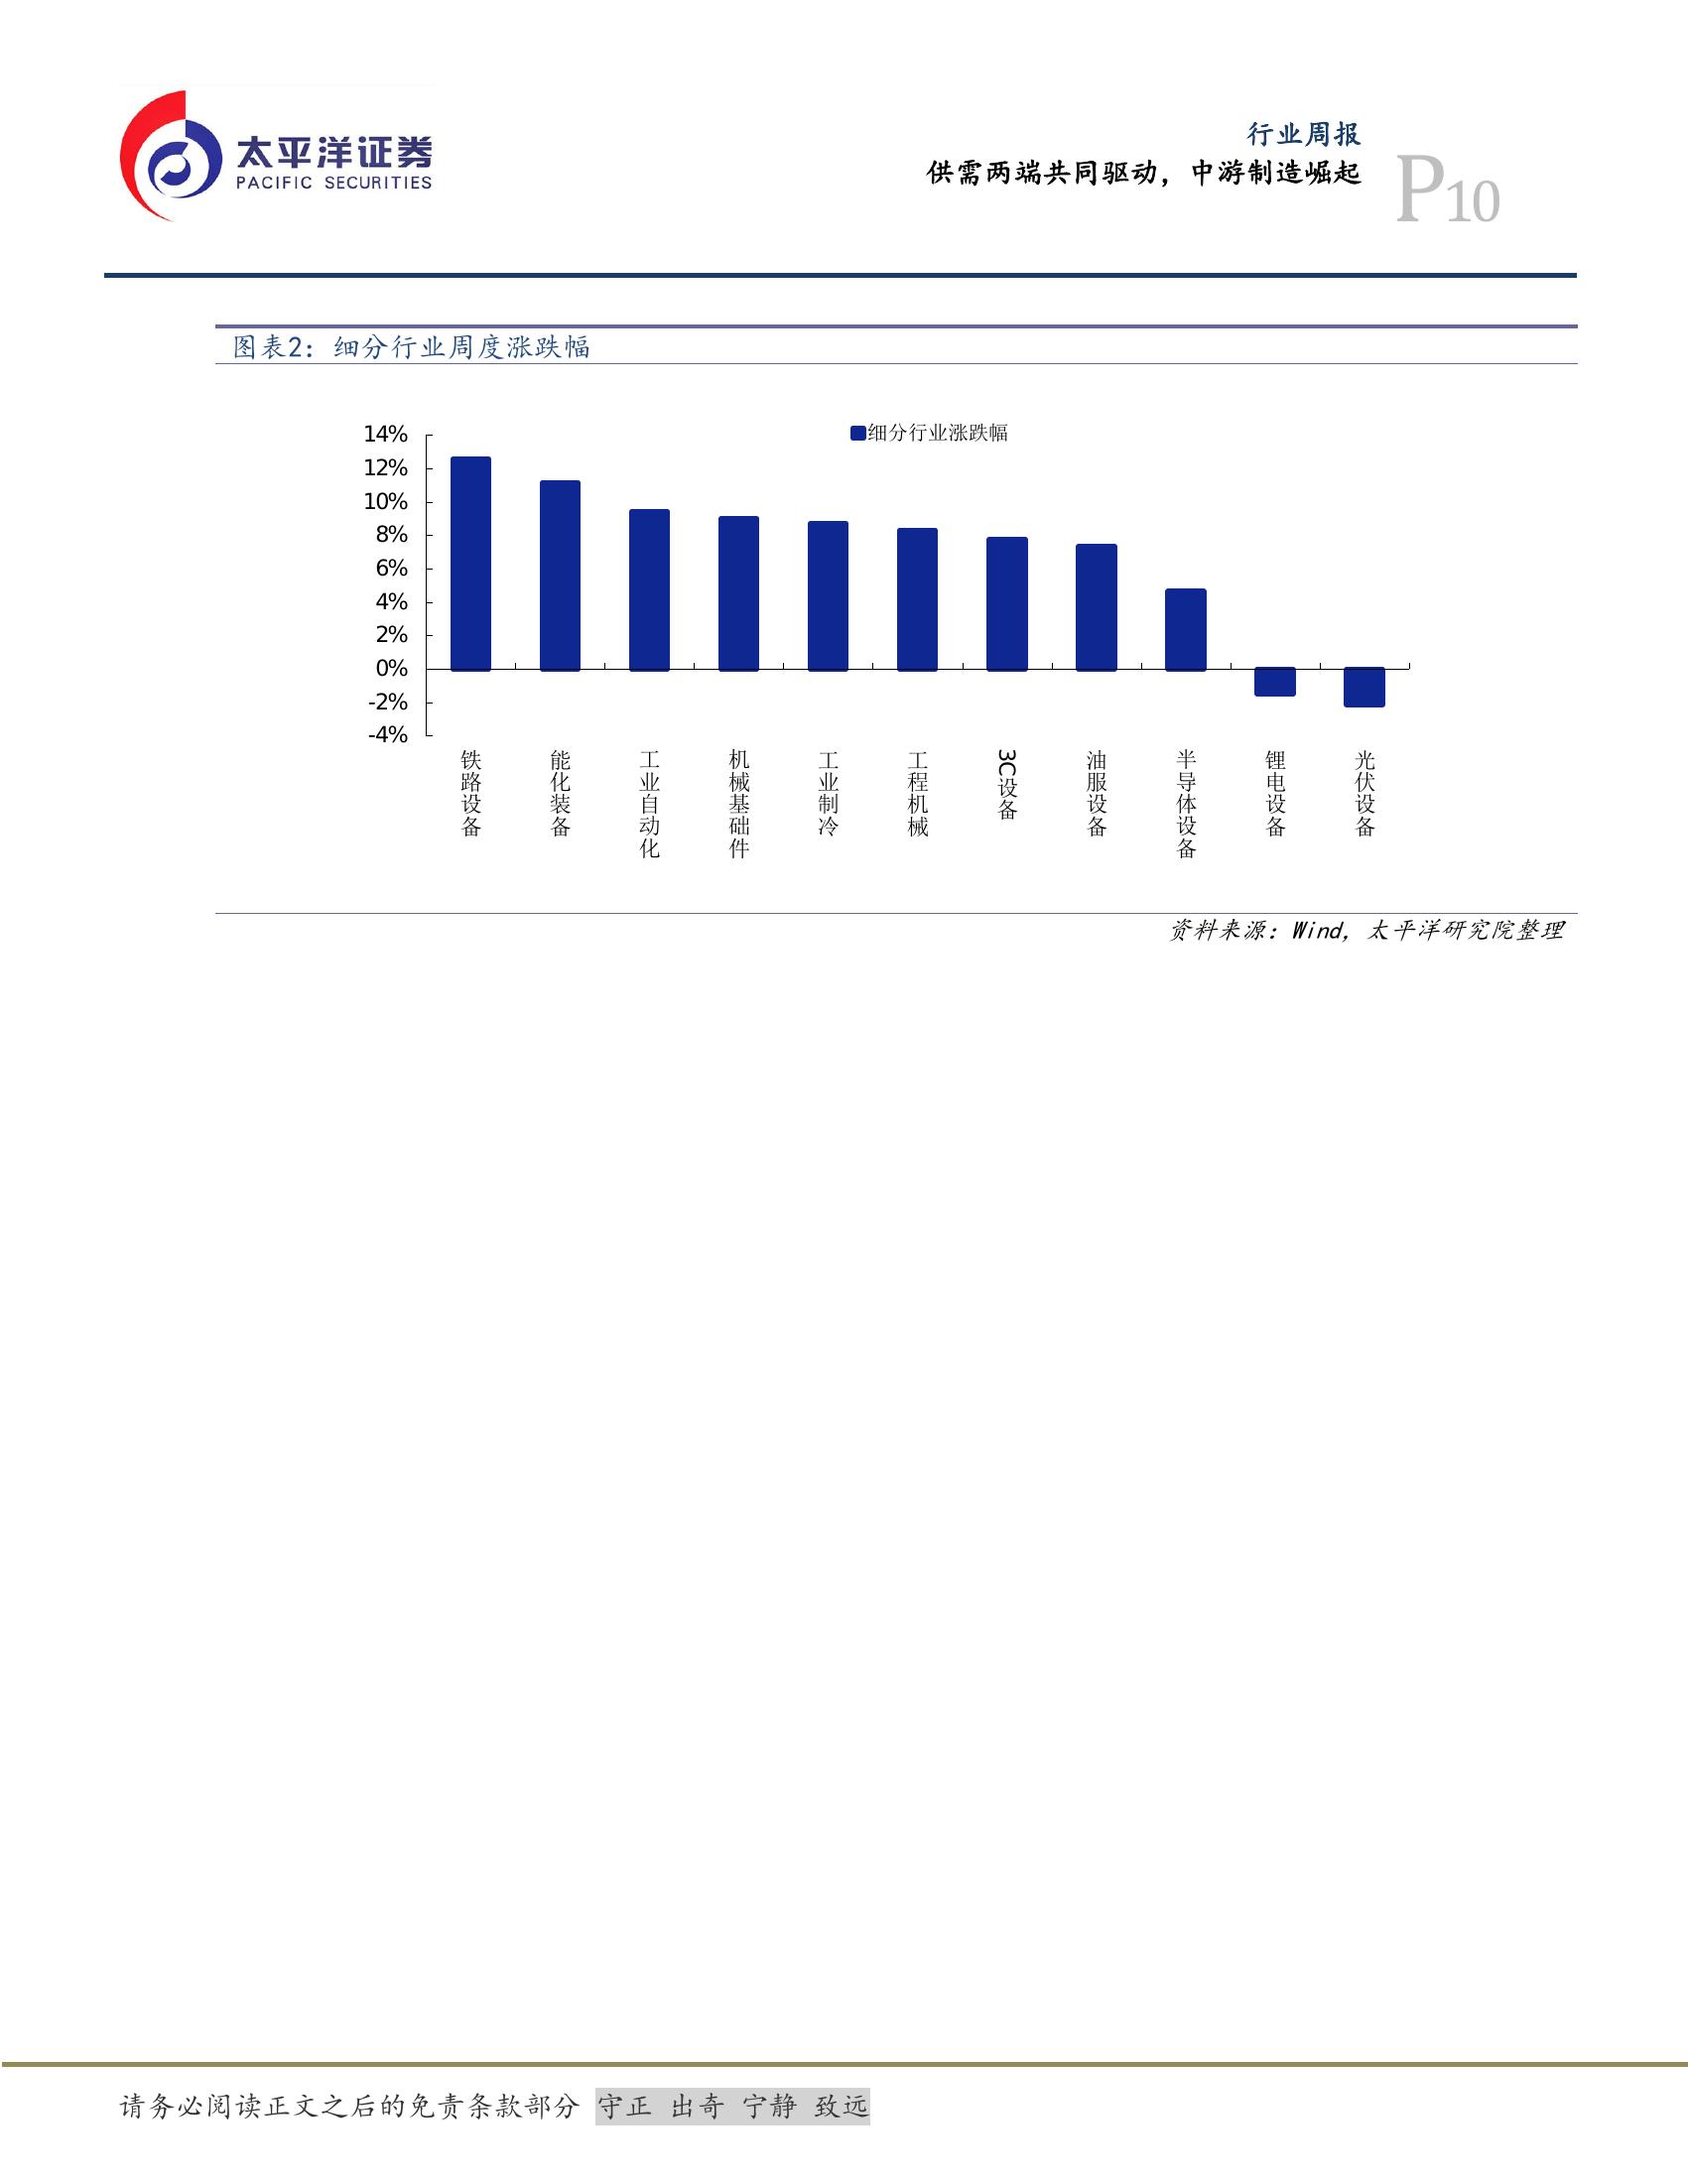 太平洋证券
PACIFIC SECURITIES
行业周报
供需两端共同驱动，中游制造崛起
P10
图表2：细分行业周度涨跌幅
细分行业涨跌幅
14%
12%
10%
8%
6%
4%
2%
0%
-2%
-4%
铁路设备
能化装备
工业自动化
机械基础件
工业制冷
工程机械
3C设备
油服设备
半导体设备
锂电设备
光伏设备
资料来源：Wind，太平洋研究院整理
请务必阅读正文之后的免责条款部分 守正 出奇 宁静 致远